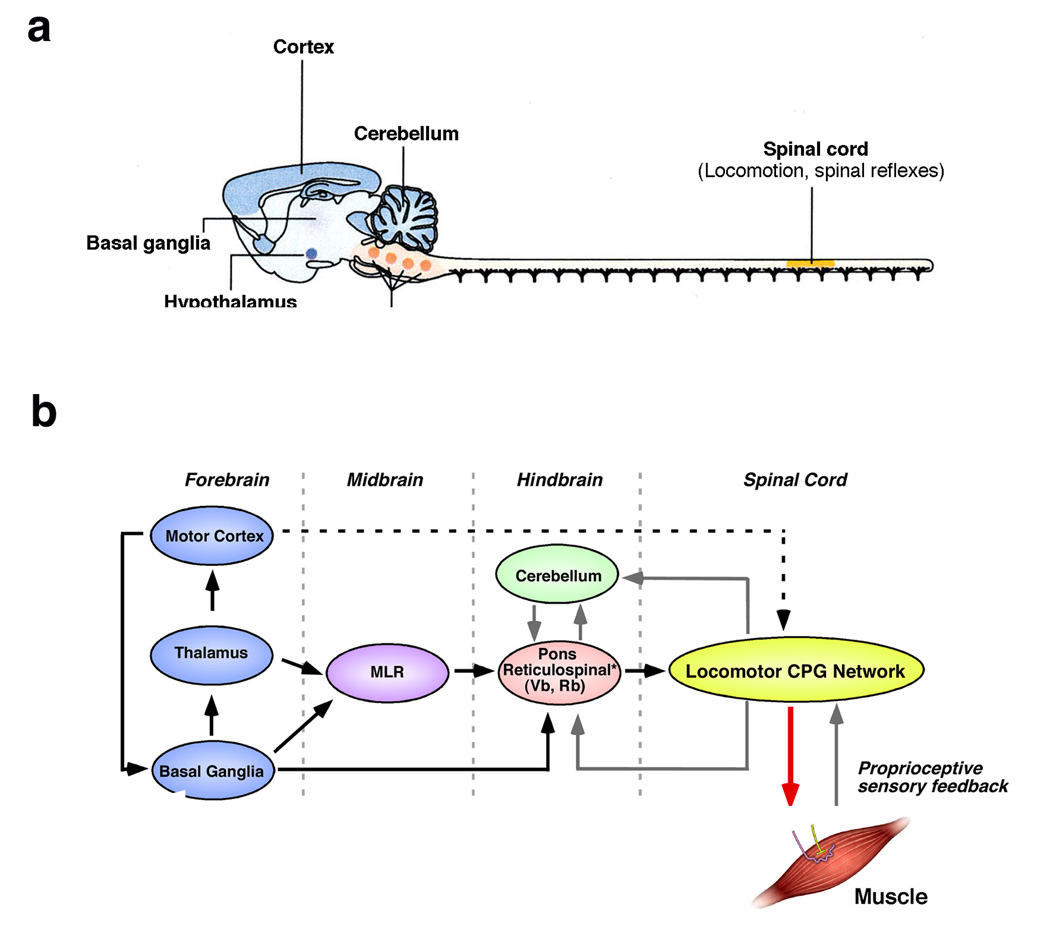 a
Cortex
Cerebellum
Spinal cord
(Locomotion, spinal reflexes)
Basal ganglia
Hypothalamus
b
Forebrain
Midbrain
Hindbrain
Spinal Cord
Motor Cortex
Cerebellum
Thalamus
MLR
Pons
Reticulospinal*
(Vb, Rb)
Locomotor CPG Network
Basal Ganglia
Proprioceptive
sensory feedback
Muscle